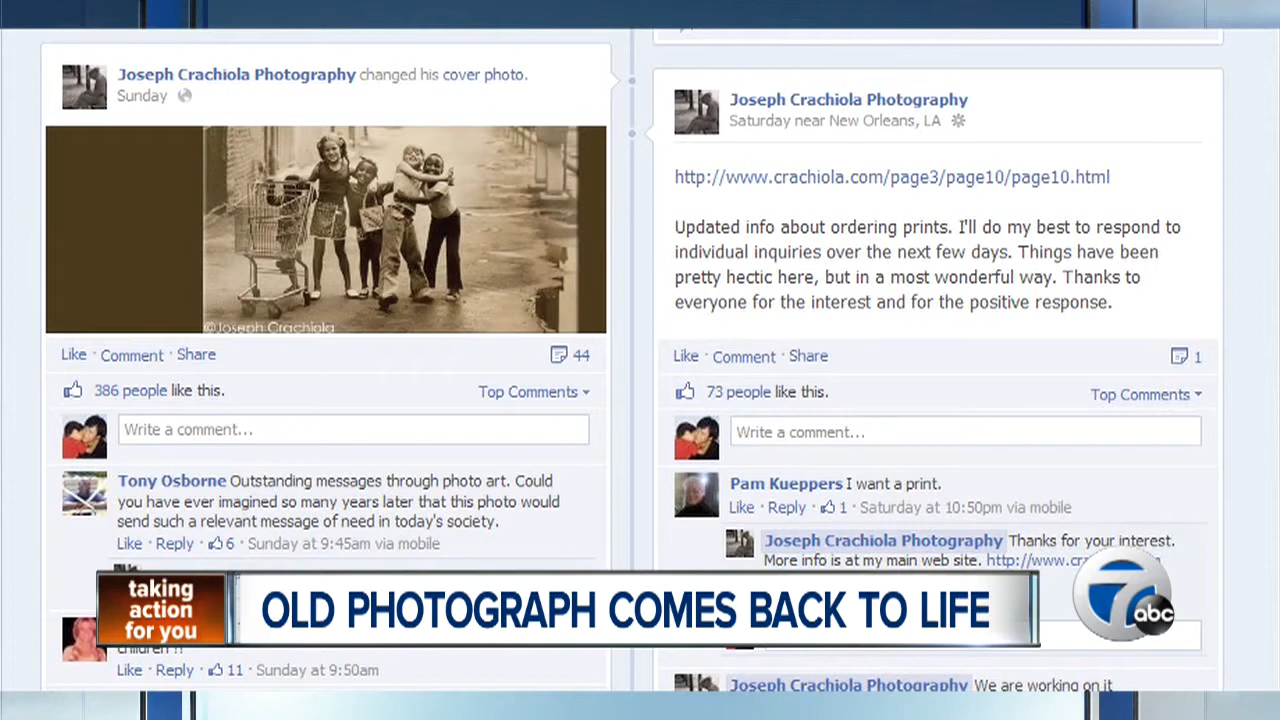 Joseph Crachiola Photography changed his cover photo.
Sunday
©Joseph Crachiola
Like · Comment · Share
44
386 people like this.
Top Comments
Write a comment...
Tony Osborne Outstanding messages through photo art. Could
you have ever imagined so many years later that this photo would
send such a relevant message of need in today's society.
Like · Reply · 6 · Sunday at 9:45am via mobile
children !!
Like · Reply · 11 · Sunday at 9:50am
Joseph Crachiola Photography
Saturday near New Orleans, LA
http://www.crachiola.com/page3/page10/page10.html
Updated info about ordering prints. I'll do my best to respond to
individual inquiries over the next few days. Things have been
pretty hectic here, but in a most wonderful way. Thanks to
everyone for the interest and for the positive response.
Like · Comment · Share
1
73 people like this.
Top Comments
Write a comment...
Pam Kueppers I want a print.
Like · Reply · 1 · Saturday at 10:50pm via mobile
Joseph Crachiola Photography Thanks for your interest.
More info is at my main web site. http://www.cr
Joseph Crachiola Photography We are working on it
taking
action
for you
OLD PHOTOGRAPH COMES BACK TO LIFE
7
abc